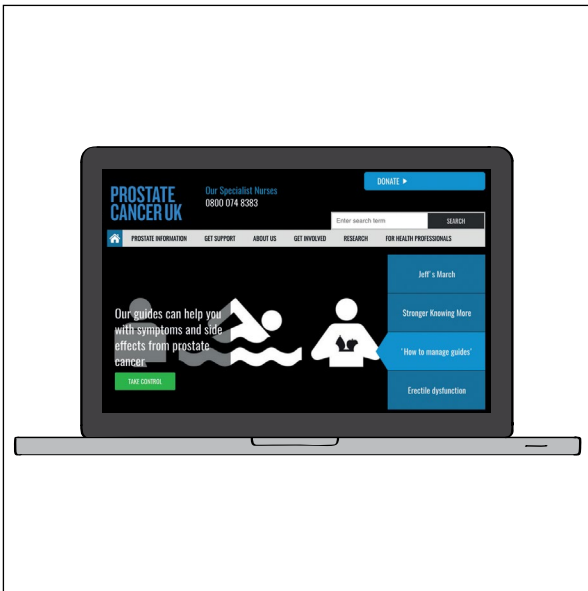 DONATE
PROSTATE
CANCER UK
Our Specialist Nurses
0800 074 8383
Enter search term
SEARCH
PROSTATE INFORMATION GET SUPPORT ABOUT US GET INVOLVED RESEARCH FOR HEALTH PROFESSIONALS
Our guides can help you
with symptoms and side
effects from prostate
cancer
TAKE CONTROL
Jeff's March
Stronger Knowing More
'How to manage guides'
Erectile dysfunction